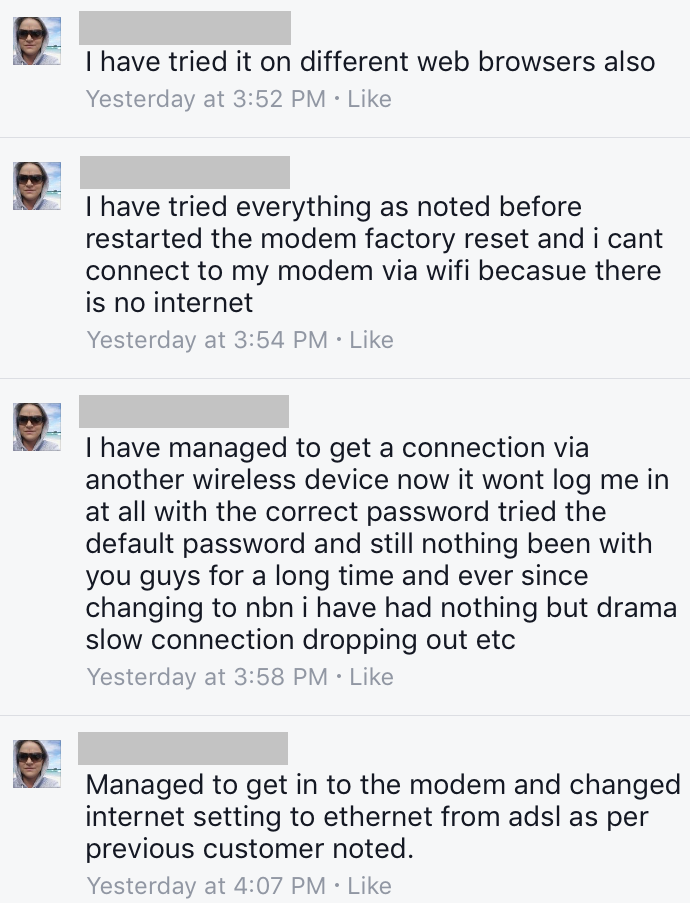 I have tried it on different web browsers also
Yesterday at 3:52 PM · Like
I have tried everything as noted before
restarted the modem factory reset and i cant
connect to my modem via wifi becasue there
is no internet
Yesterday at 3:54 PM · Like
I have managed to get a connection via
another wireless device now it wont log me in
at all with the correct password tried the
default password and still nothing been with
you guys for a long time and ever since
changing to nbn i have had nothing but drama
slow connection dropping out etc
Yesterday at 3:58 PM · Like
Managed to get in to the modem and changed
internet setting to ethernet from adsl as per
previous customer noted.
Yesterday at 4:07 PM · Like